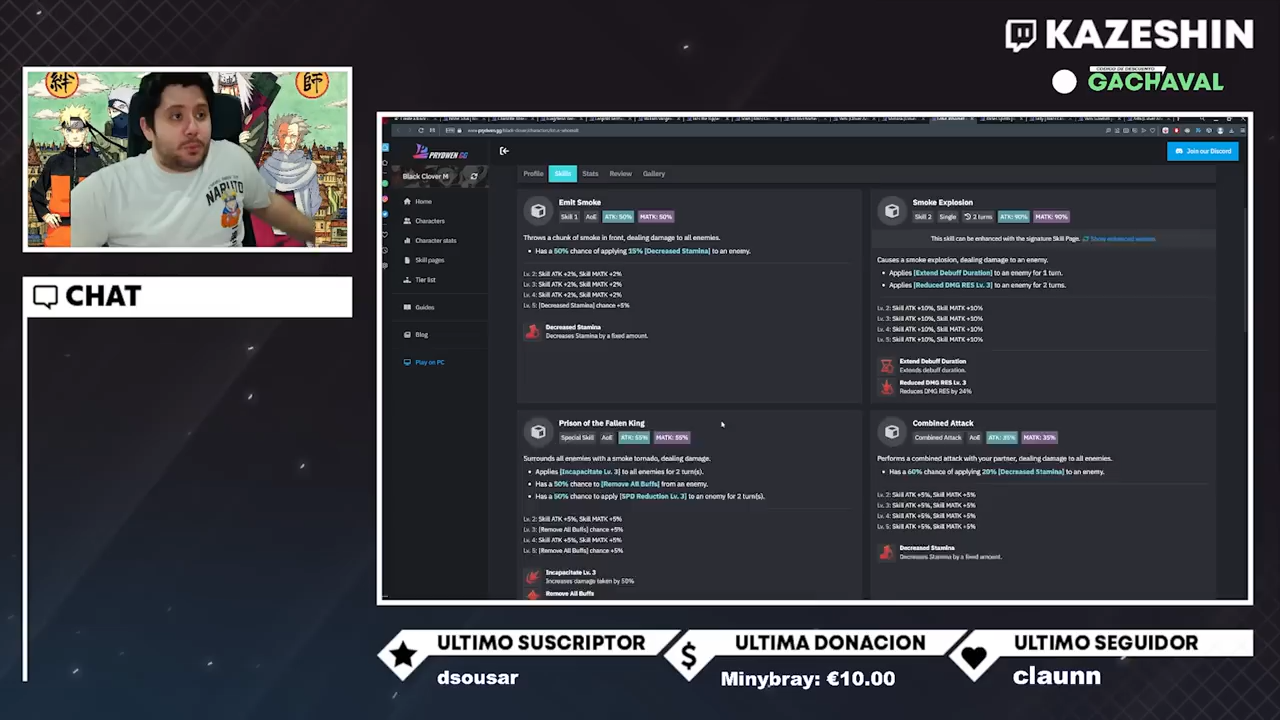 KAZESHIN
CODIGO DE DESCUENTO
GACHAVAL
絆
師
NARUTO
CHAT
PRYDWEN.GG
Join our Discord
Black Clover M
Home
Characters
Character stats
Skill pages
Tier list
Guides
Blog
Play on PC
Profile
Skills
Stats
Review
Gallery
Emit Smoke
Skill 1 AoE ATK: 50% MATK: 50%
Throws a chunk of smoke in front, dealing damage to all enemies.
Has a 50% chance of applying 15% [Decreased Stamina] to an enemy.
Lv. 2: Skill ATK +2%, Skill MATK +2%
Lv. 3: Skill ATK +2%, Skill MATK +2%
Lv. 4: Skill ATK +2%, Skill MATK +2%
Lv. 5: [Decreased Stamina] chance +5%
Decreased Stamina
Decreases Stamina by a fixed amount.
Smoke Explosion
Skill 2 Single 2 turns ATK: 90% MATK: 90%
This skill can be enhanced with the signature Skill Page. Show enhanced version.
Causes a smoke explosion, dealing damage to an enemy.
Applies [Extend Debuff Duration] to an enemy for 1 turn.
Applies [Reduced DMG RES Lv. 3] to an enemy for 2 turns.
Lv. 2: Skill ATK +10%, Skill MATK +10%
Lv. 3: Skill ATK +10%, Skill MATK +10%
Lv. 4: Skill ATK +10%, Skill MATK +10%
Lv. 5: Skill ATK +10%, Skill MATK +10%
Extend Debuff Duration
Extends debuff duration.
Reduced DMG RES Lv. 3
Reduces DMG RES by 24%
Prison of the Fallen King
Special Skill AoE ATK: 55% MATK: 55%
Surrounds all enemies with a smoke tornado, dealing damage.
Applies [Incapacitate Lv. 3] to all enemies for 2 turn(s).
Has a 50% chance to [Remove All Buffs] from an enemy.
Has a 50% chance to apply [SPD Reduction Lv. 3] to an enemy for 2 turn(s).
Lv. 2: Skill ATK +5%, Skill MATK +5%
Lv. 3: [Remove All Buffs] chance +5%
Lv. 4: Skill ATK +5%, Skill MATK +5%
Lv. 5: [Remove All Buffs] chance +5%
Incapacitate Lv. 3
Increases damage taken by 50%
Remove All Buffs
Combined Attack
Combined Attack AoE ATK: 35% MATK: 35%
Performs a combined attack with your partner, dealing damage to all enemies.
Has a 60% chance of applying 20% [Decreased Stamina] to an enemy.
Lv. 2: Skill ATK +5%, Skill MATK +5%
Lv. 3: Skill ATK +5%, Skill MATK +5%
Lv. 4: Skill ATK +5%, Skill MATK +5%
Lv. 5: Skill ATK +5%, Skill MATK +5%
Decreased Stamina
Decreases Stamina by a fixed amount.
ULTIMO SUSCRIPTOR
dsousar
ULTIMA DONACION
Minybray: €10.00
ULTIMO SEGUIDOR
claunn